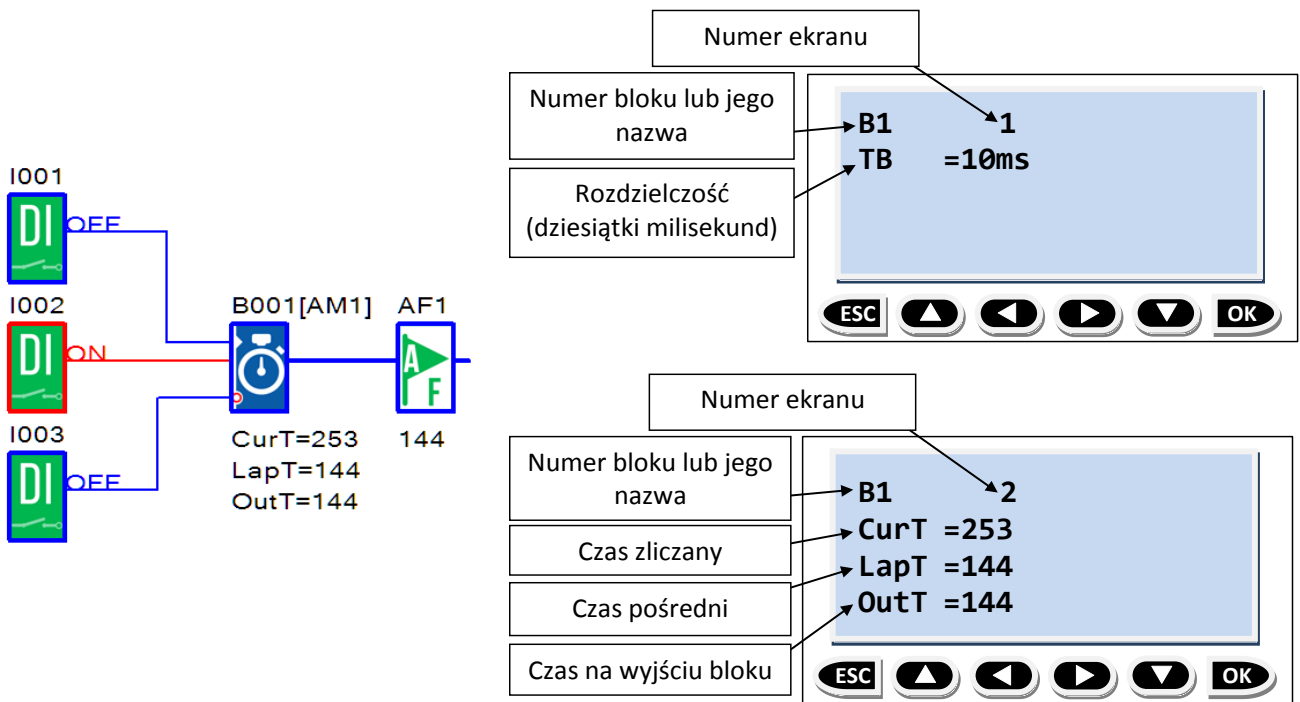 I001
DI
OFF
I002
DI
ON
I003
DI
OFF
B001[AM1]
CurT=253
LapT=144
OutT=144
AF1
A
F
144
Numer ekranu
Numer bloku lub jego
nazwa
Rozdzielczość
(dziesiątki milisekund)
B1 1
TB =10ms
ESC
OK
Numer ekranu
Numer bloku lub jego
nazwa
Czas zliczany
Czas pośredni
Czas na wyjściu bloku
B1 2
CurT =253
LapT =144
OutT =144
ESC
OK